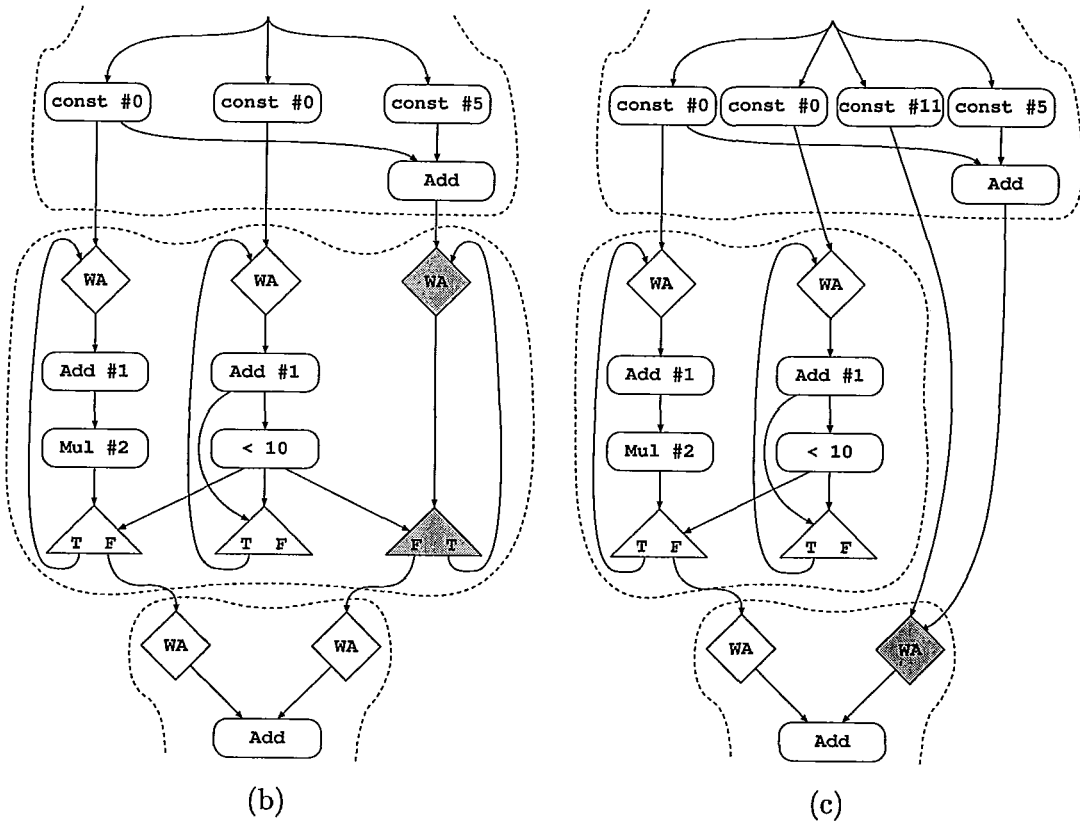 const #0 const #0 const #5
Add
WA WA WA
Add #1 Add #1
Mul #2 < 10
T F T F F T
WA WA
Add
(b)
const #0 const #0 const #11 const #5
Add
WA WA
Add #1 Add #1
Mul #2 < 10
T F T F
WA WA
Add
(c)